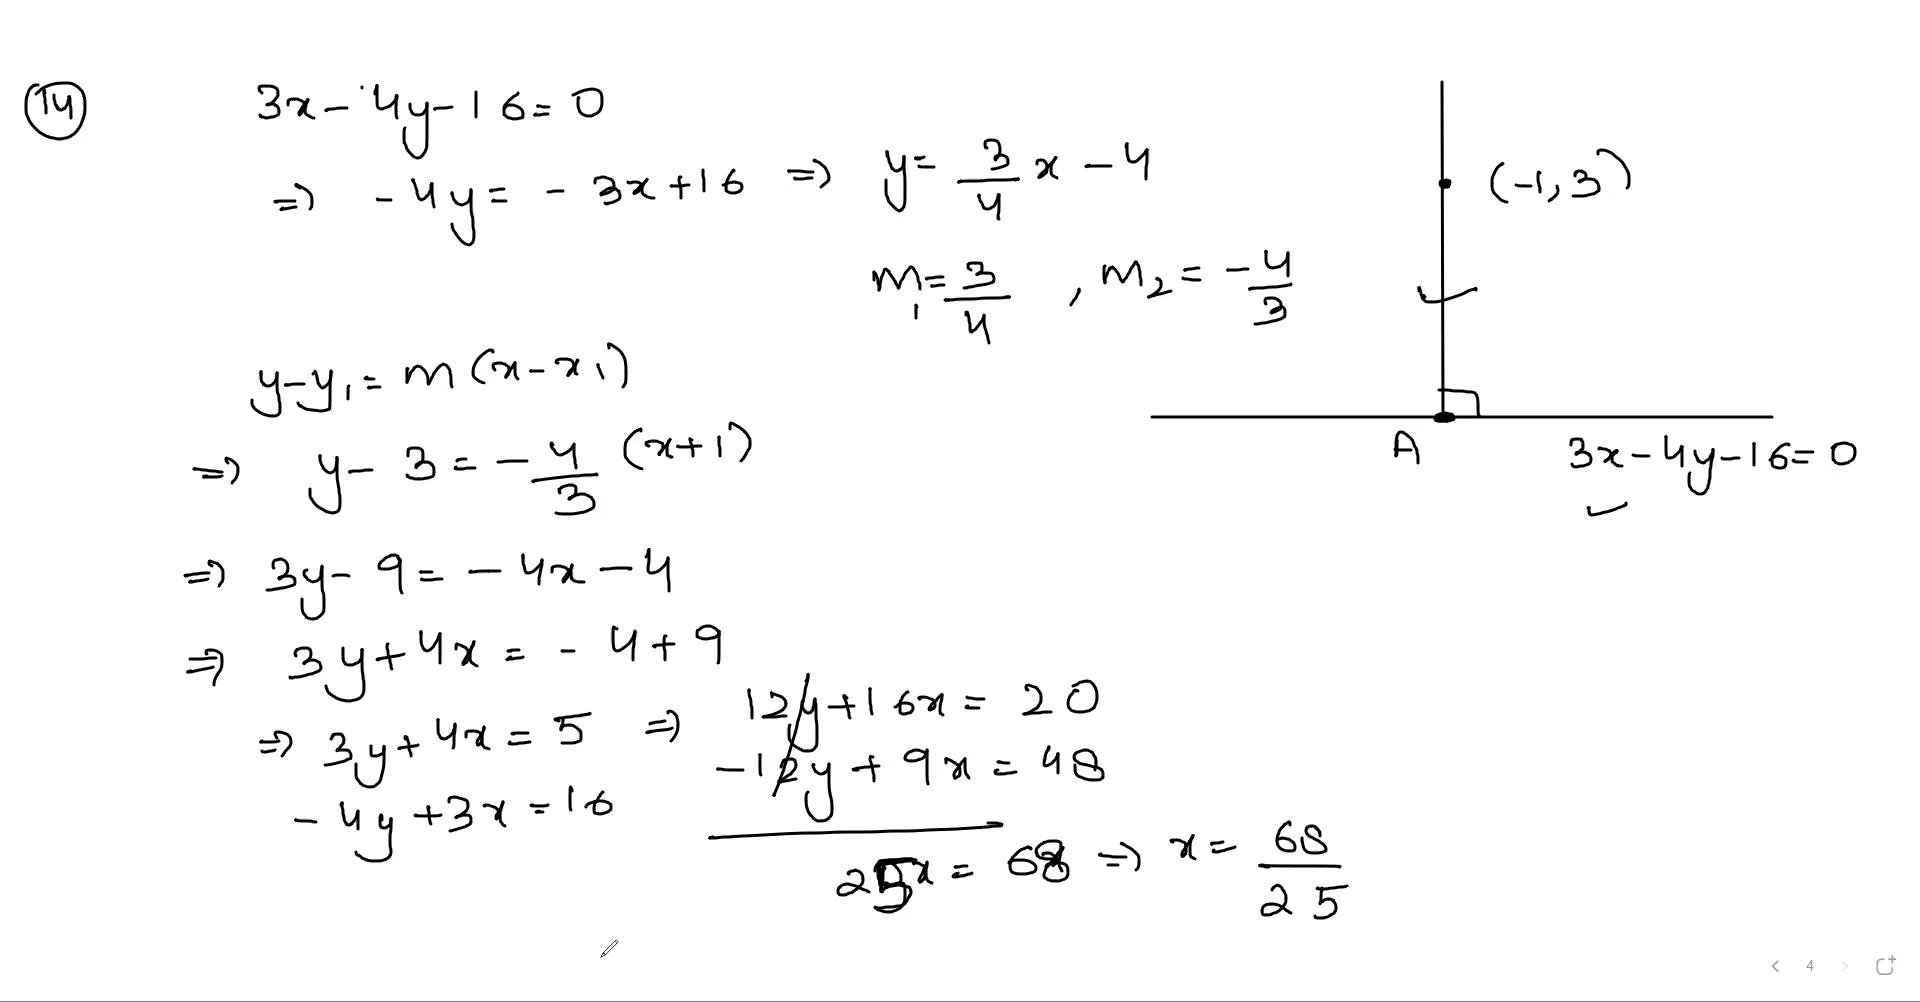 14
3x - 4y - 16 = 0
⇒ -4y = -3x + 16 ⇒ y = 3/4 x - 4
m₁ = 3/4 , m₂ = -4/3
y - y₁ = m (x - x₁)
⇒ y - 3 = -4/3 (x + 1)
⇒ 3y - 9 = -4x - 4
⇒ 3y + 4x = -4 + 9
⇒ 3y + 4x = 5 ⇒ 12y + 16x = 20
-4y + 3x = 16
-12y + 9x = 48
25x = 68 ⇒ x = 68/25
(-1, 3)
A
3x - 4y - 16 = 0
4